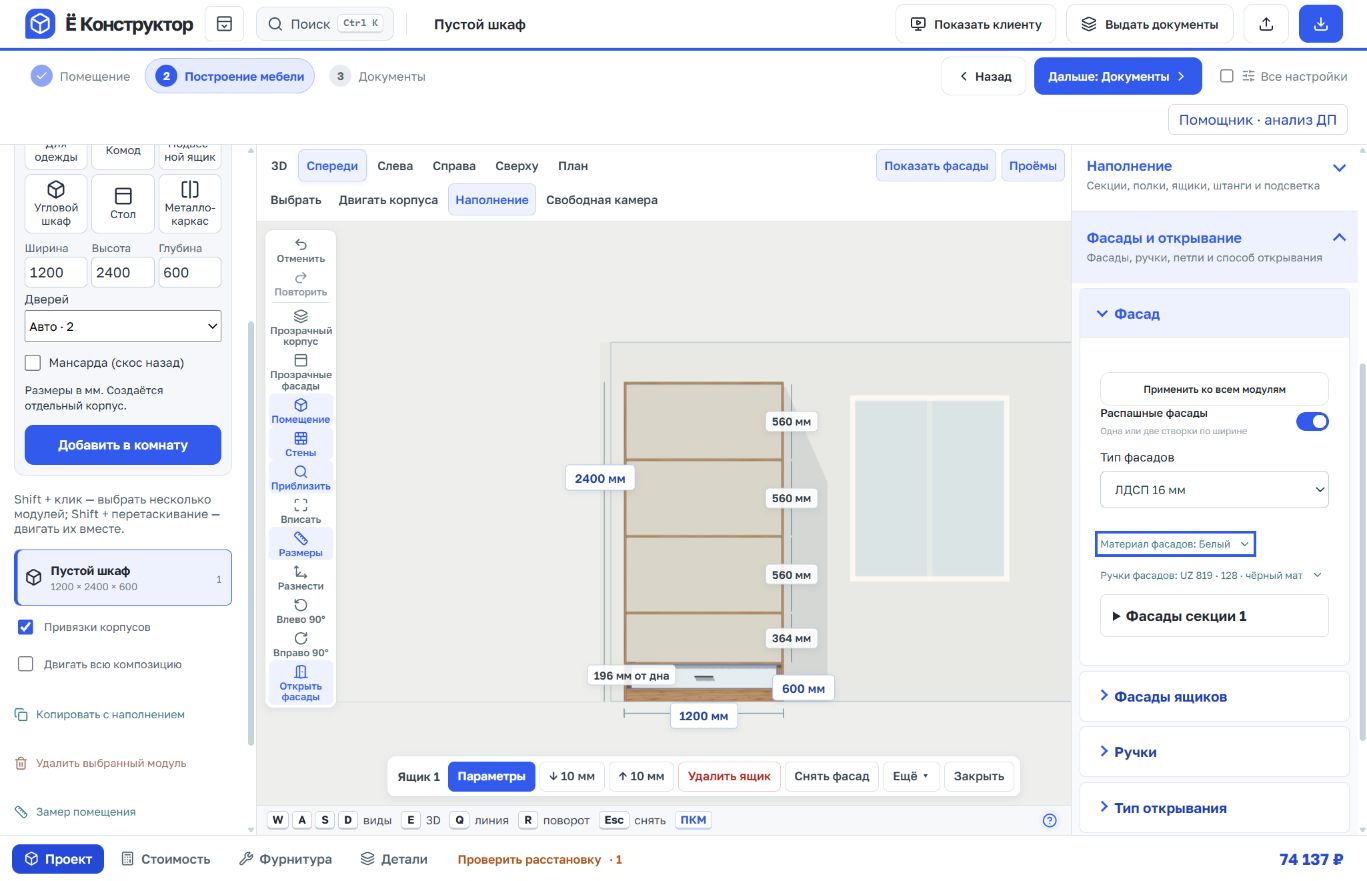 Ё Конструктор
Поиск Ctrl K
Пустой шкаф
Показать клиенту
Выдать документы
Помещение
2 Построение мебели
3 Документы
Назад
Дальше: Документы
Все настройки
Помощник · анализ ДП
одежды
Комод
ной ящик
Угловой
шкаф
Стол
Металло-
каркас
Ширина
Высота
Глубина
1200
2400
600
Дверей
Авто · 2
Мансарда (скос назад)
Размеры в мм. Создаётся
отдельный корпус.
Добавить в комнату
Shift + клик — выбрать несколько
модулей; Shift + перетаскивание —
двигать их вместе.
Пустой шкаф
1200 × 2400 × 600
1
Привязки корпусов
Двигать всю композицию
Копировать с наполнением
Удалить выбранный модуль
Замер помещения
3D
Спереди
Слева
Справа
Сверху
План
Показать фасады
Проёмы
Выбрать
Двигать корпуса
Наполнение
Свободная камера
Отменить
Повторить
Прозрачный
корпус
Прозрачные
фасады
Помещение
Стены
Приблизить
Вписать
Размеры
Разнести
Влево 90°
Вправо 90°
Открыть
фасады
560 мм
2400 мм
560 мм
560 мм
364 мм
196 мм от дна
600 мм
1200 мм
Ящик 1
Параметры
↓ 10 мм
↑ 10 мм
Удалить ящик
Снять фасад
Ещё
Закрыть
W A S D виды E 3D Q линия R поворот Esc снять ПКМ
Наполнение
Секции, полки, ящики, штанги и подсветка
Фасады и открывание
Фасады, ручки, петли и способ открывания
Фасад
Применить ко всем модулям
Распашные фасады
Одна или две створки по ширине
Тип фасадов
ЛДСП 16 мм
Материал фасадов: Белый
Ручки фасадов: UZ 819 · 128 · чёрный мат
Фасады секции 1
Фасады ящиков
Ручки
Тип открывания
Проект
Стоимость
Фурнитура
Детали
Проверить расстановку · 1
74 137 ₽